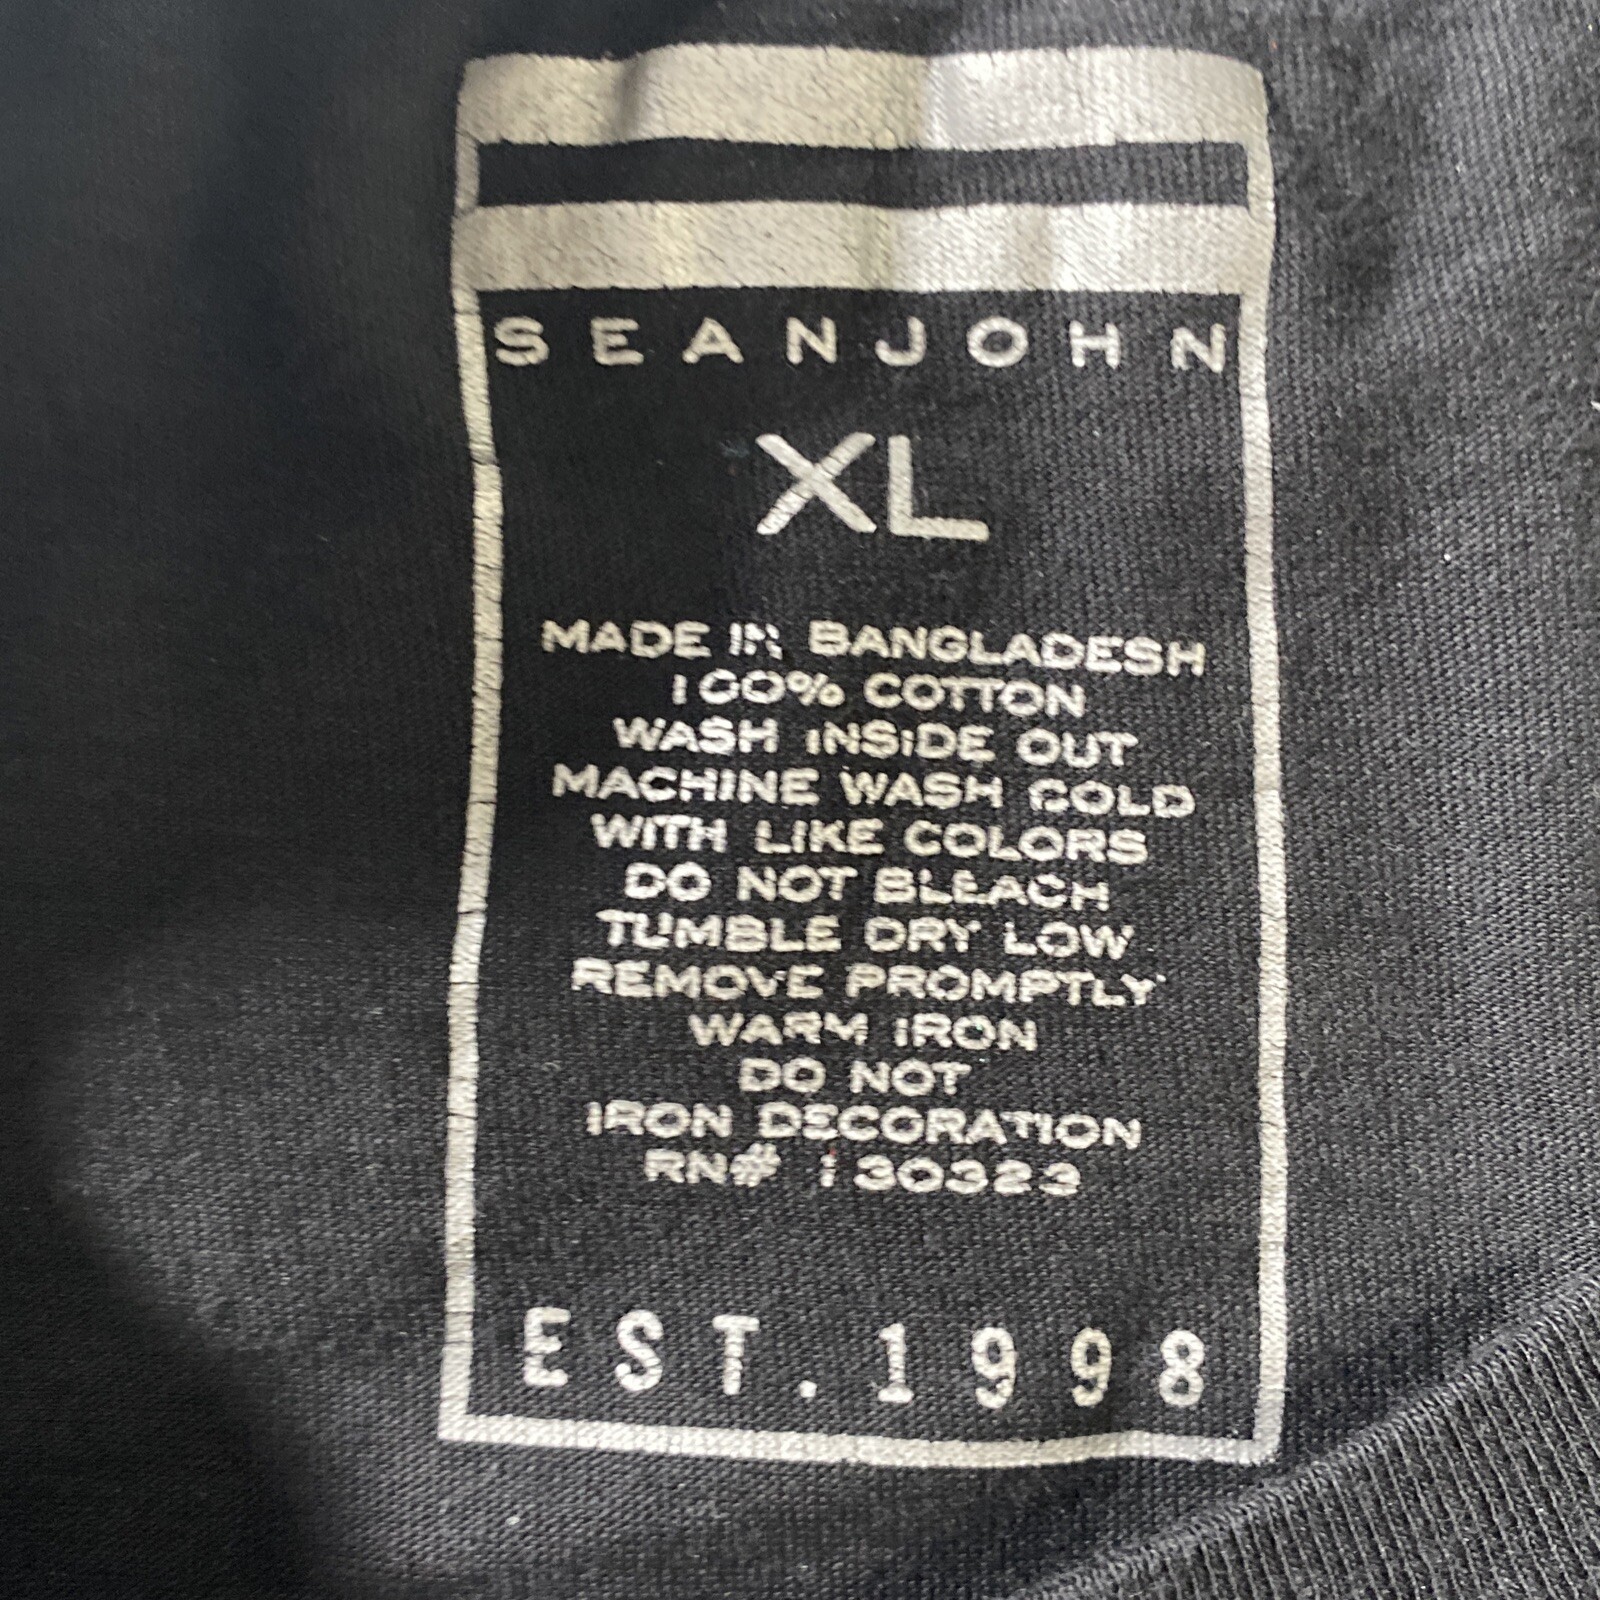 SEANJOHN
XL
MADE IN BANGLADESH
100% COTTON
WASH INSIDE OUT
MACHINE WASH COLD
WITH LIKE COLORS
DO NOT BLEACH
TUMBLE DRY LOW
REMOVE PROMPTLY
WARM IRON
DO NOT
IRON DECORATION
RN# 130323
EST.1998